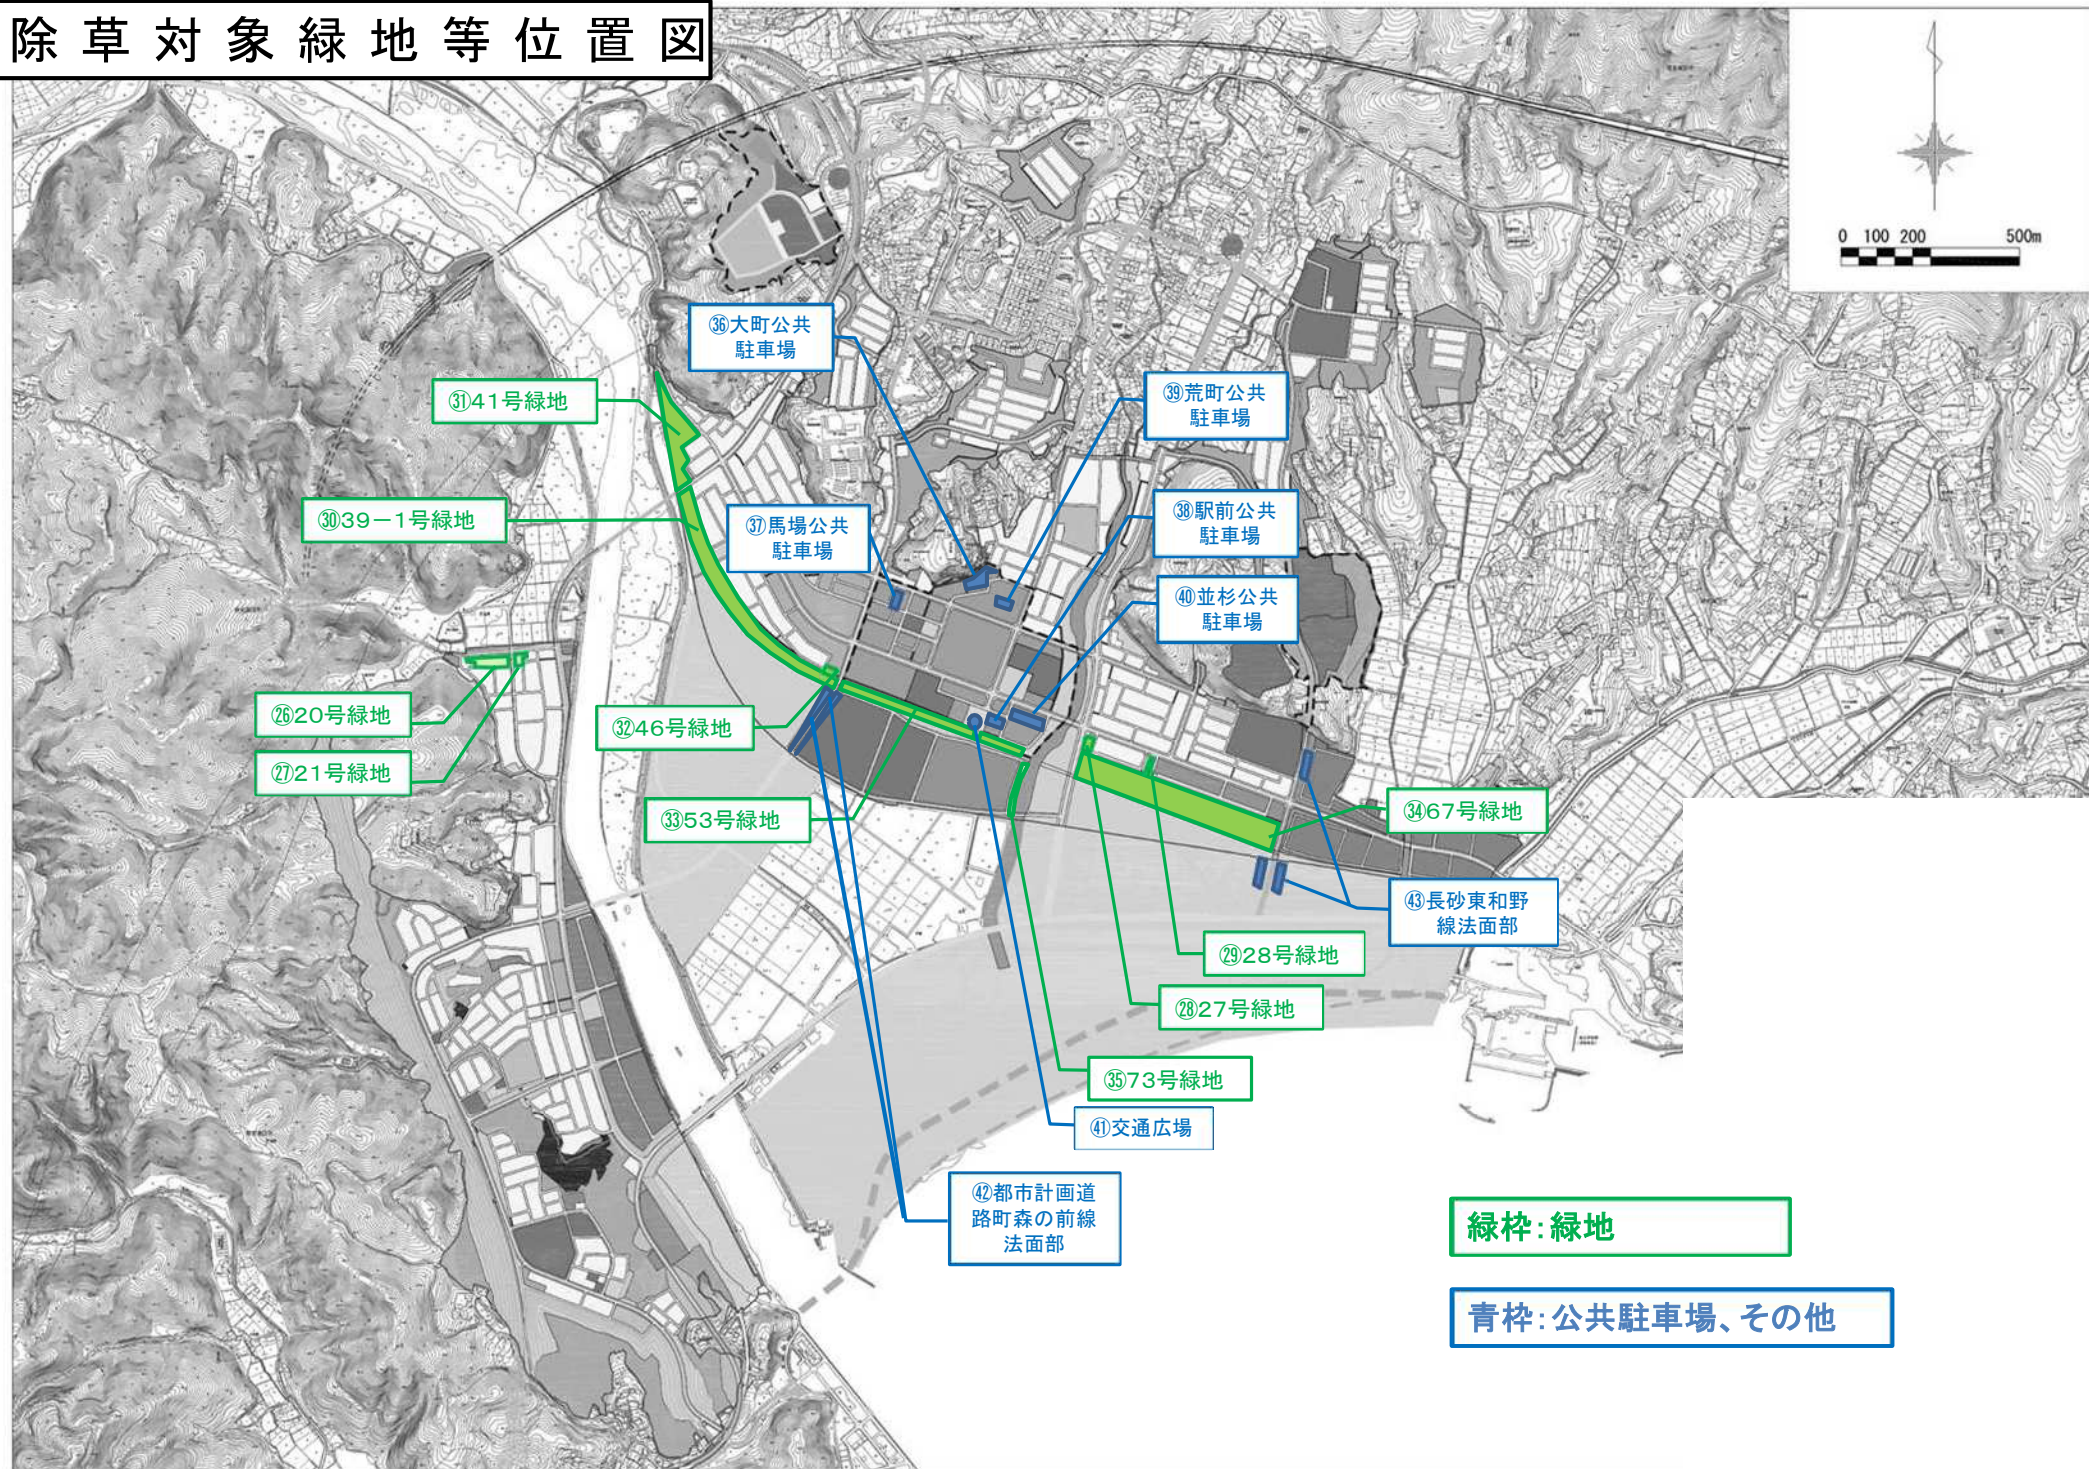 除草対象緑地等位置図
0 100 200 500m
㊱大町公共
駐車場
㉛41号緑地
㊴荒町公共
駐車場
㉚39－1号緑地
㊲馬場公共
駐車場
㊳駅前公共
駐車場
㊵並杉公共
駐車場
㉖20号緑地
㉜46号緑地
㉗21号緑地
㉝53号緑地
㉞67号緑地
㊸長砂東和野
線法面部
㉙28号緑地
㉘27号緑地
㉟73号緑地
㊶交通広場
㊷都市計画道
路町森の前線
法面部
緑枠：緑地
青枠：公共駐車場、その他